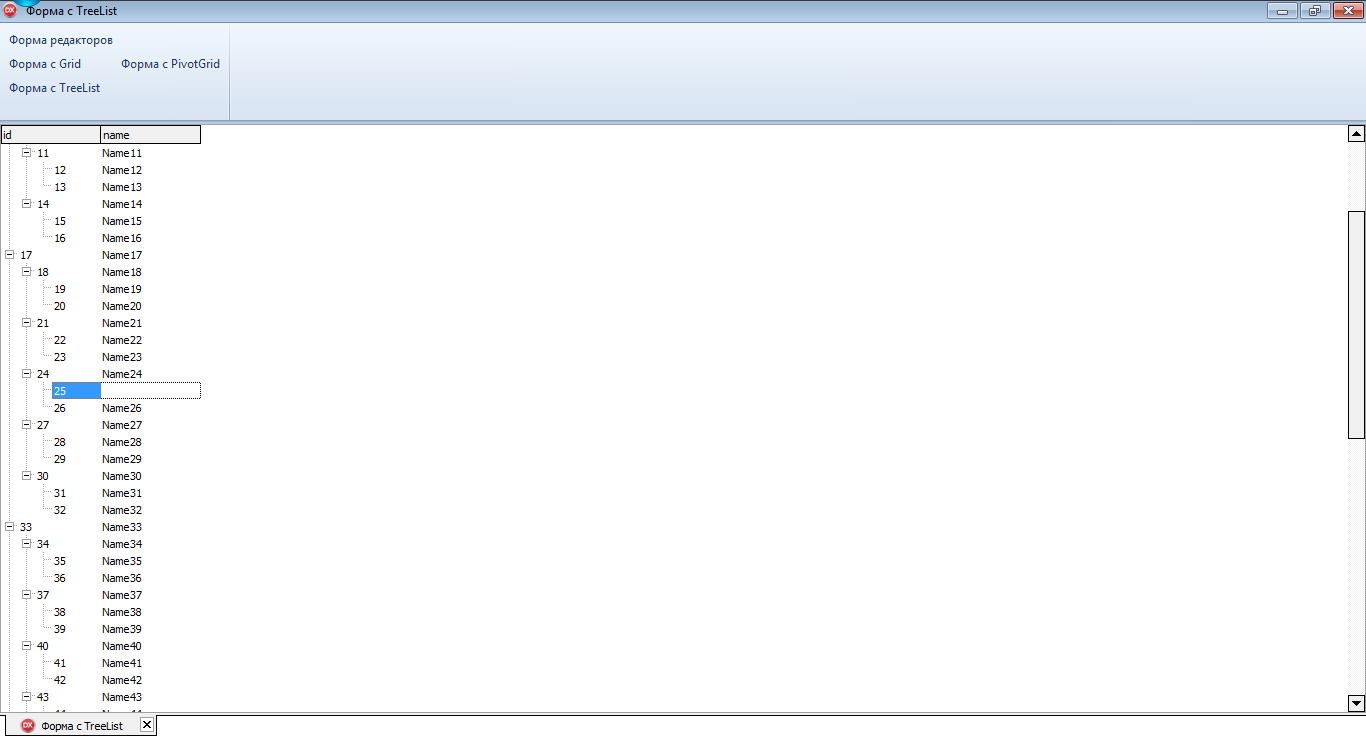 Форма с TreeList
Форма редакторов
Форма с Grid Форма с PivotGrid
Форма с TreeList
id name
11 Name11
12 Name12
13 Name13
14 Name14
15 Name15
16 Name16
17 Name17
18 Name18
19 Name19
20 Name20
21 Name21
22 Name22
23 Name23
24 Name24
25
26 Name26
27 Name27
28 Name28
29 Name29
30 Name30
31 Name31
32 Name32
33 Name33
34 Name34
35 Name35
36 Name36
37 Name37
38 Name38
39 Name39
40 Name40
41 Name41
42 Name42
43 Name43
DX Форма с TreeList